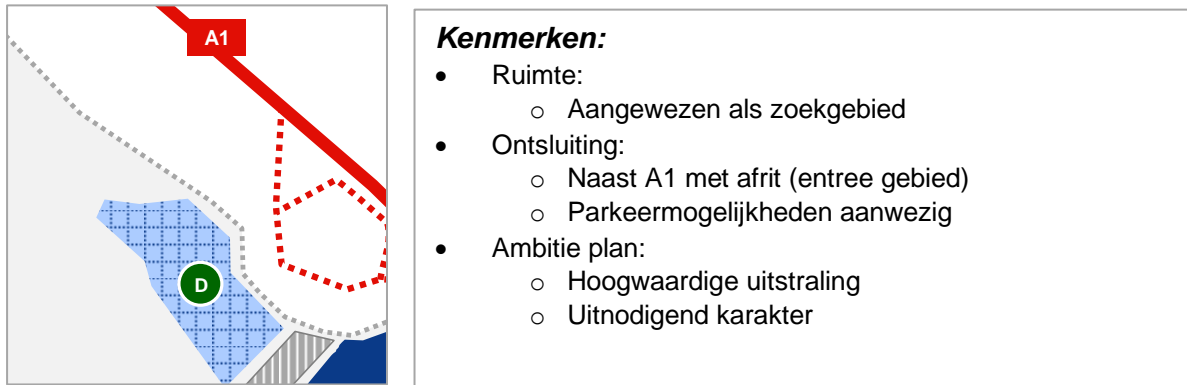 A1
D
Kenmerken:
• Ruimte:
o Aangewezen als zoekgebied
• Ontsluiting:
o Naast A1 met afrit (entree gebied)
o Parkeermogelijkheden aanwezig
• Ambitie plan:
o Hoogwaardige uitstraling
o Uitnodigend karakter